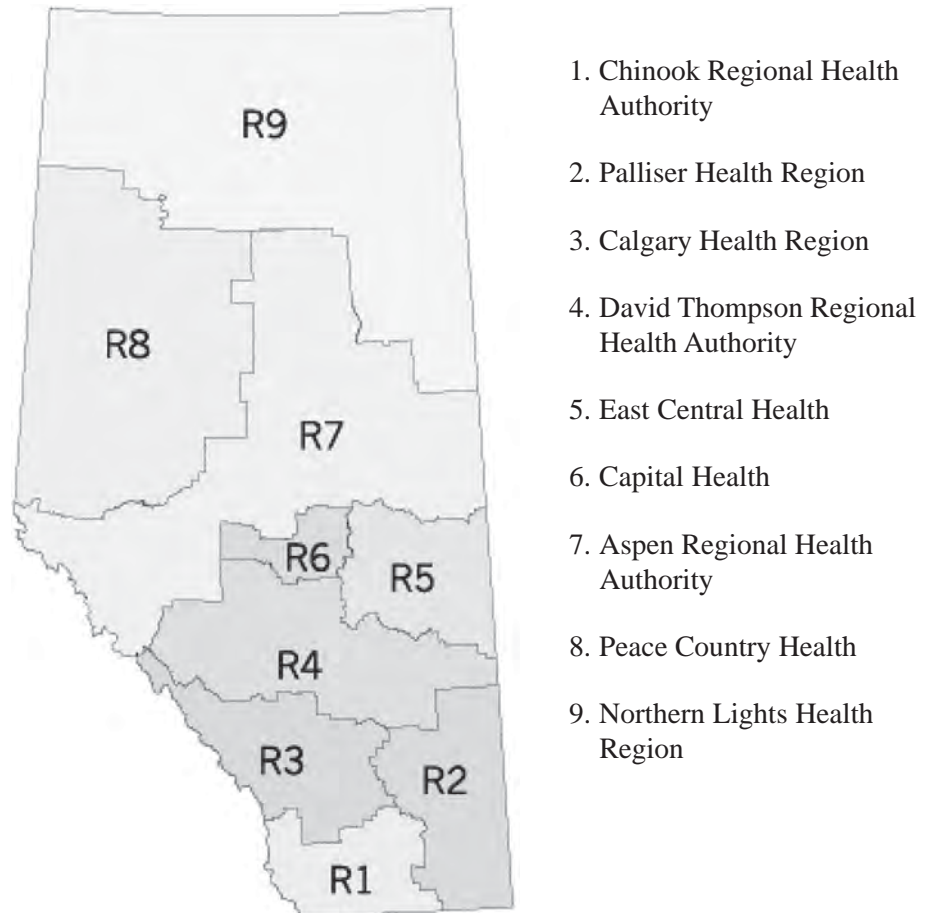 R9
R8
R7
R6
R5
R4
R3
R2
R1
1. Chinook Regional Health
Authority
2. Palliser Health Region
3. Calgary Health Region
4. David Thompson Regional
Health Authority
5. East Central Health
6. Capital Health
7. Aspen Regional Health
Authority
8. Peace Country Health
9. Northern Lights Health
Region